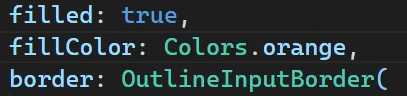 filled: true,
fillColor: Colors.orange,
border: OutlineInputBorder(